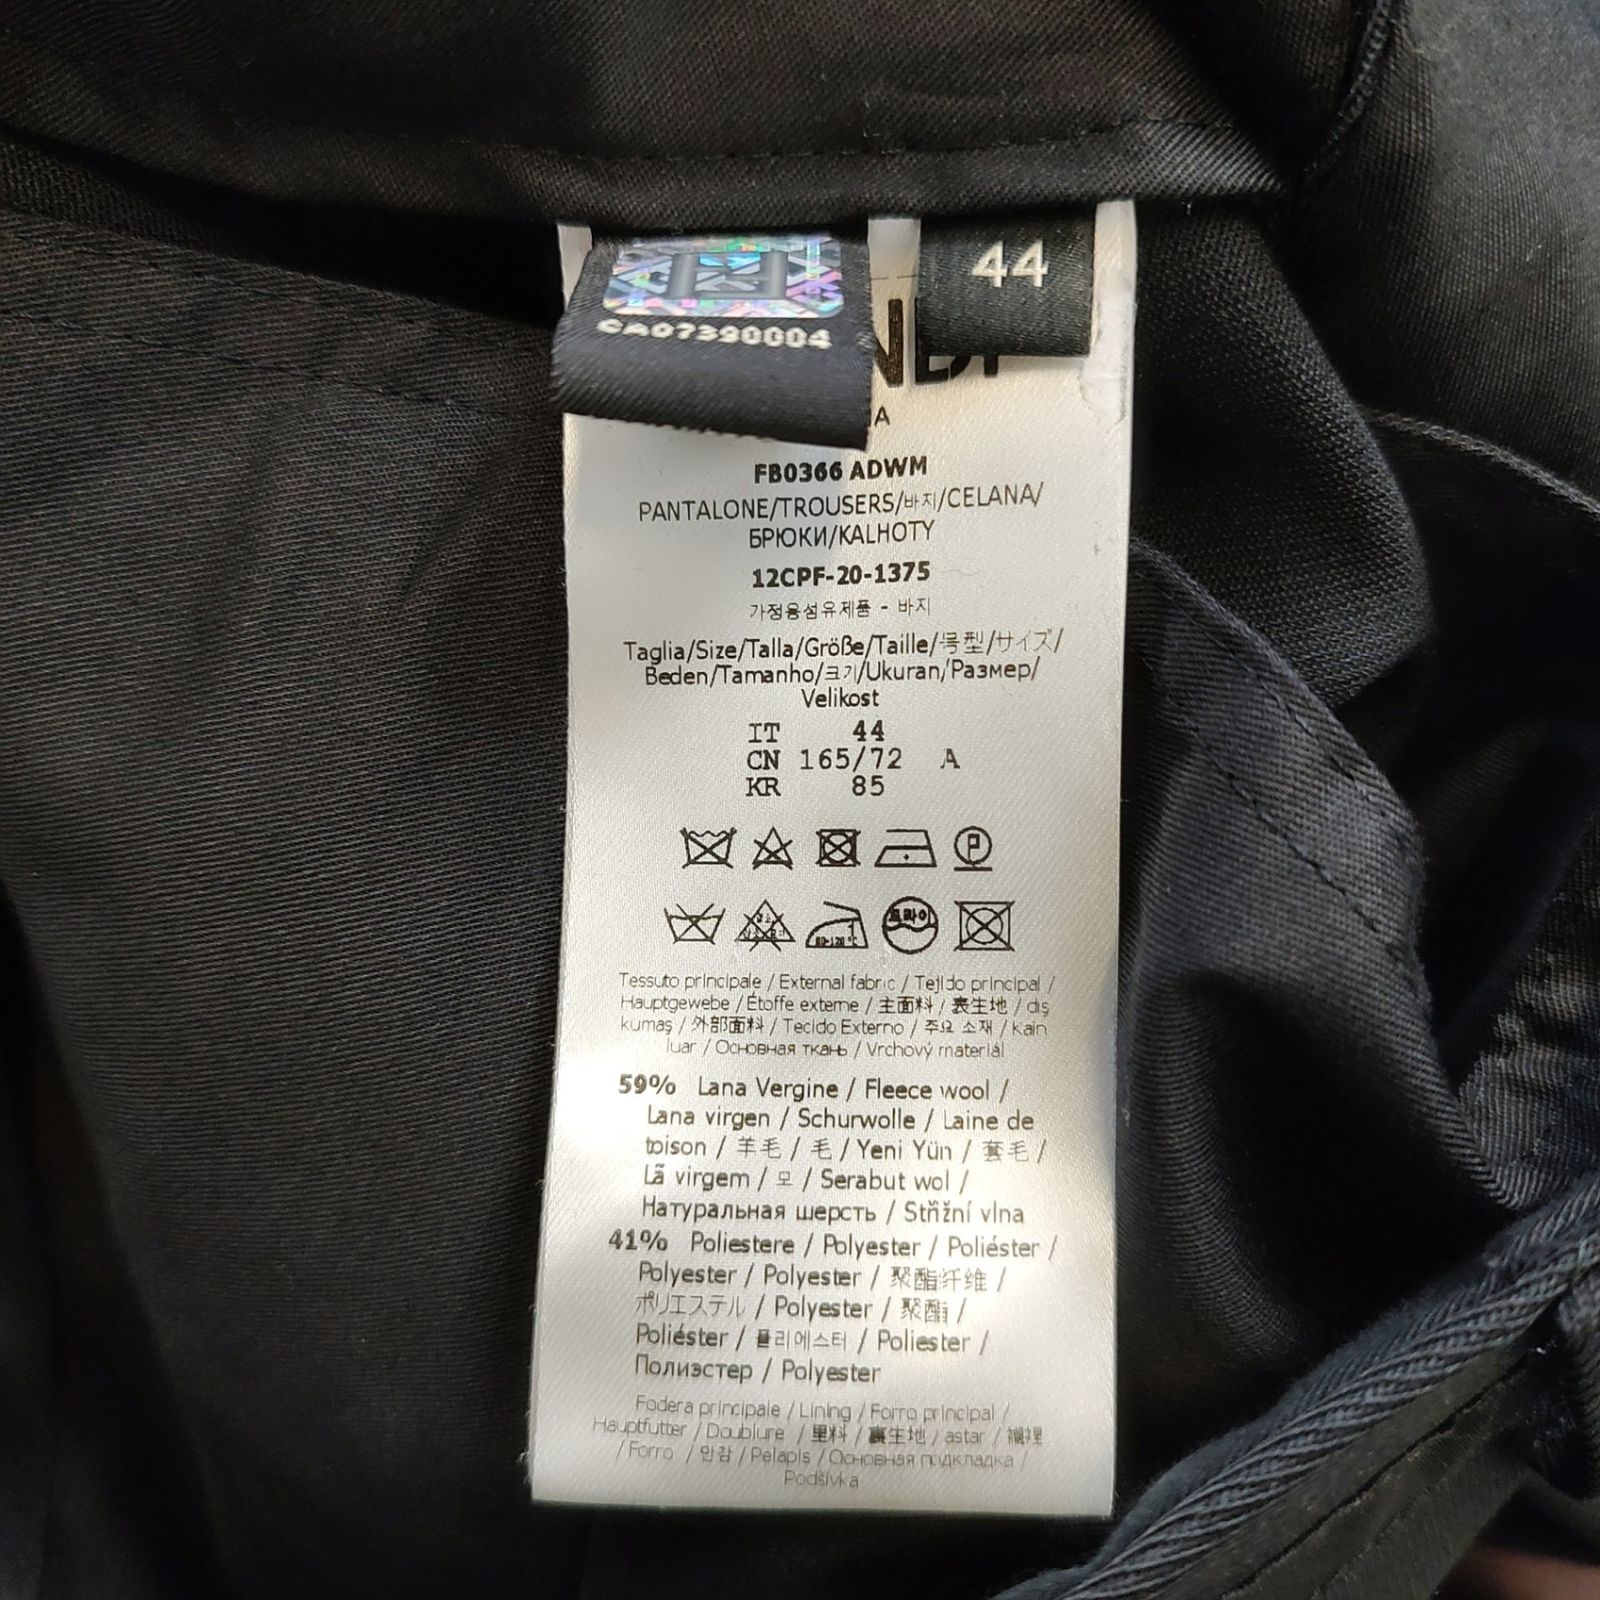 44
CA07390004
FB0366 ADWM
PANTALONE/TROUSERS/바지/CELANA/
БРЮКИ/KALHOTY
12CPF-20-1375
가정용섬유제품 - 바지
Taglia/Size/Talla/Größe/Taille/号型/サイズ/
Beden/Tamanho/크기/Ukuran/Размер/
Velikost
IT 44
CN 165/72 A
KR 85
P
드라이
80-120°C
Tessuto principale / External fabric / Tejido principal /
Hauptgewebe / Étoffe externe / 主面料 / 表生地 / dış
kumaş / 外部面料 / Tecido Externo / 주요 소재 / Kain
luar / Основная ткань / Vrchový materiál
59% Lana Vergine / Fleece wool /
Lana virgen / Schurwolle / Laine de
toison / 羊毛 / 毛 / Yeni Yün / 套毛 /
Lã virgem / 모 / Serabut wol /
Натуральная шерсть / Střižní vlna
41% Poliestere / Polyester / Poliéster /
Polyester / Polyester / 聚酯纤维 /
ポリエステル / Polyester / 聚酯 /
Poliéster / 폴리에스터 / Poliester /
Полиэстер / Polyester
Fodera principale / Lining / Forro principal /
Hauptfutter / Doublure / 里料 / 裏生地 / astar / 襯裡
/ Forro / 안감 / Pelapis / Основная подкладка /
Podšívka